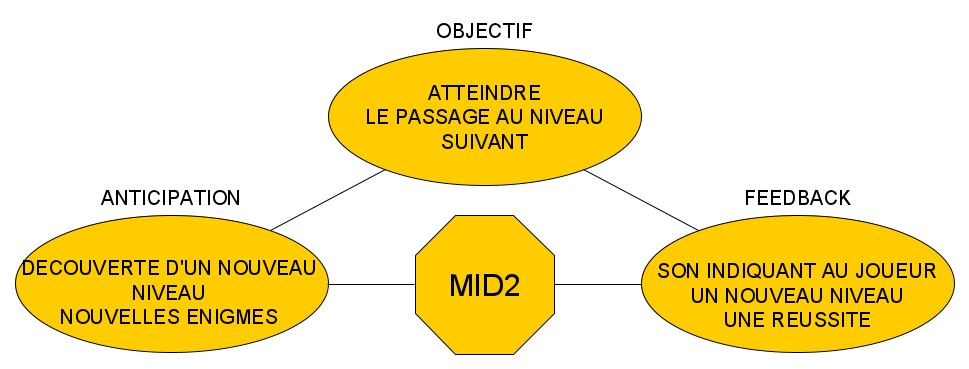 OBJECTIF
ATTEINDRE
LE PASSAGE AU NIVEAU
SUIVANT
ANTICIPATION
DECOUVERTE D'UN NOUVEAU
NIVEAU
NOUVELLES ENIGMES
MID2
FEEDBACK
SON INDIQUANT AU JOUEUR
UN NOUVEAU NIVEAU
UNE REUSSITE